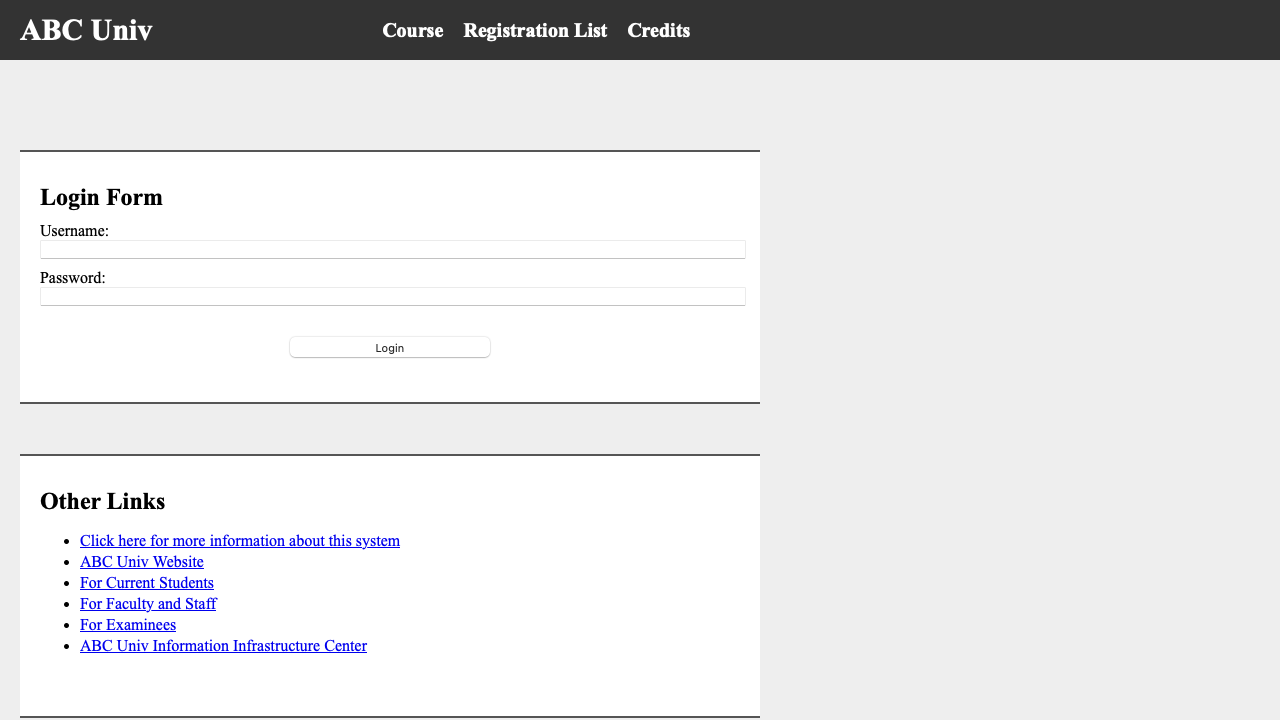 ABC Univ
Course Registration List Credits
Login Form
Username:
Password:
Login
Other Links
Click here for more information about this system
ABC Univ Website
For Current Students
For Faculty and Staff
For Examinees
ABC Univ Information Infrastructure Center